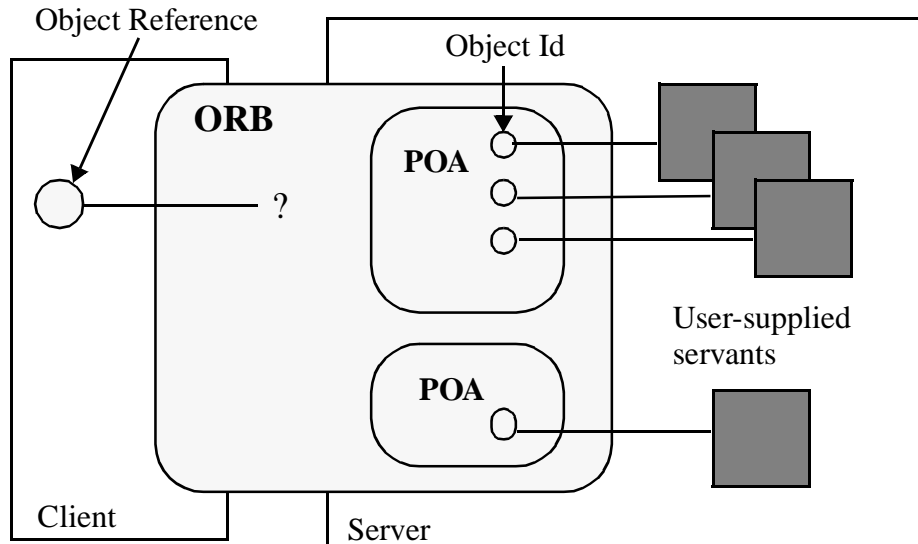 Object Reference
Object Id
ORB
POA
?
User-supplied
servants
POA
Client
Server